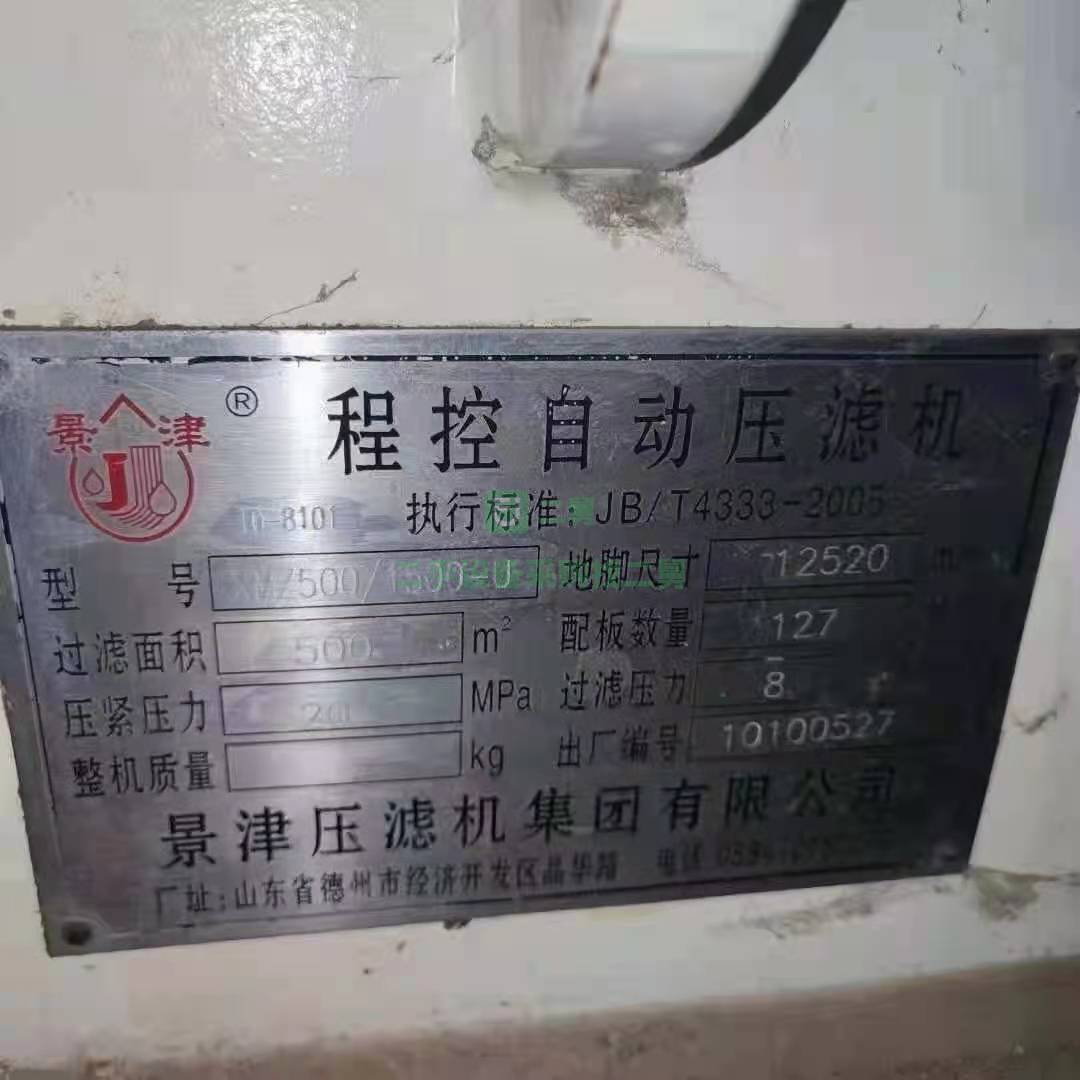 景津 ® 程控自动压滤机
-8101 执行标准: JB/T4333-2005
型号 地脚尺寸 12520
过滤面积 500 m² 配板数量 127
压紧压力 20 MPa 过滤压力 8
整机质量 kg 出厂编号 10100527
景津压滤机集团有限公司
厂址: 山东省德州市经济开发区晶华路 电话